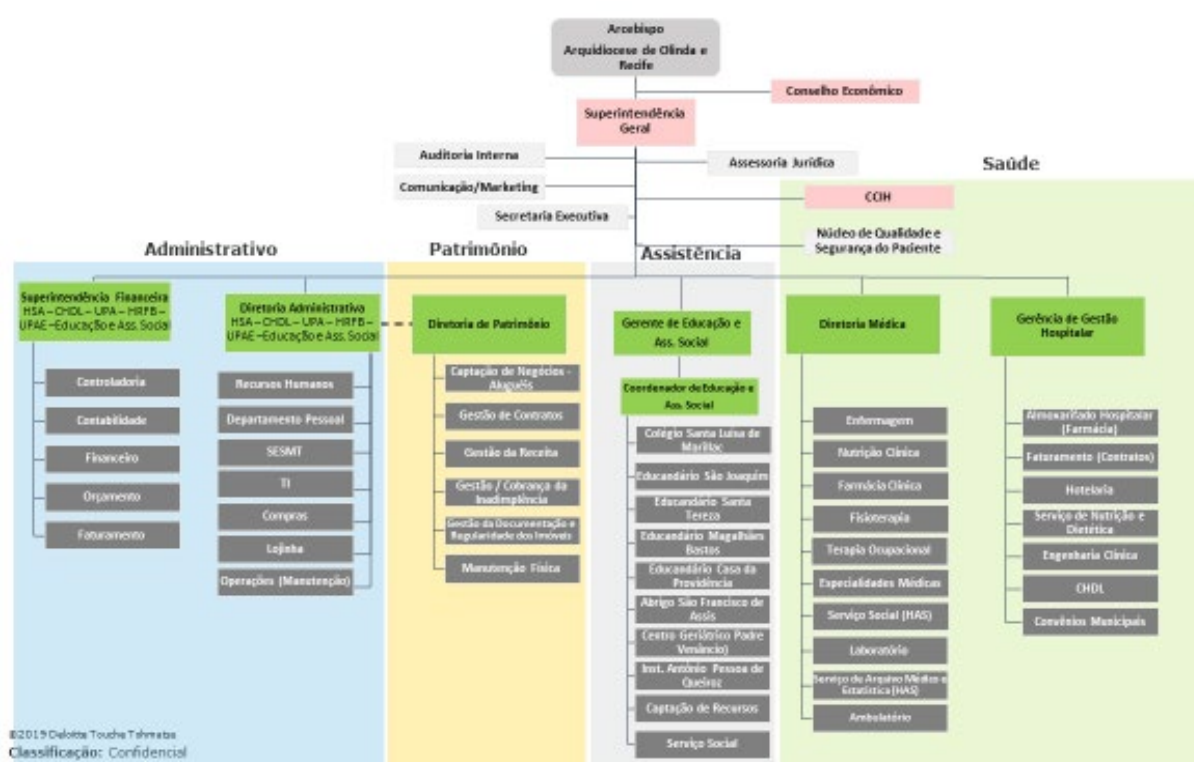 Arcebispo
Arquidiocese de Olinda e
Recife
Conselho Econômico
Superintendência
Geral
Auditoria Interna
Assessoria Jurídica
Comunicação/Marketing
Secretaria Executiva
Saúde
CCIH
Núcleo de Qualidade e
Segurança do Paciente
Administrativo
Patrimônio
Assistência
Superintendência Financeira
HSA – CHDL – UPA – HRFB –
UPAE –Educação e Ass. Social
Diretoria Administrativa
HSA – CHDL – UPA – HRFB –
UPAE –Educação e Ass. Social
Diretoria de Patrimônio
Gerente de Educação e
Ass. Social
Diretoria Médica
Gerência de Gestão
Hospitalar
Controladoria
Contabilidade
Financeiro
Orçamento
Faturamento
Recursos Humanos
Departamento Pessoal
SESMT
TI
Compras
Lojinha
Operações (Manutenção)
Captação de Negócios -
Aluguéis
Gestão de Contratos
Gestão da Receita
Gestão / Cobrança da
Inadimplência
Gestão da Documentação e
Regularidade dos Imóveis
Manutenção Física
Coordenador de Educação e
Ass. Social
Colégio Santa Luisa de
Marillac
Educandário São Joaquim
Educandário Santa
Tereza
Educandário Magalhães
Bastos
Educandário Casa da
Providência
Abrigo São Francisco de
Assis
Centro Geriátrico Padre
Venâncio)
Inst. Antônio Pessoa de
Queiroz
Captação de Recursos
Serviço Social
Enfermagem
Nutrição Clínica
Farmácia Clínica
Fisioterapia
Terapia Ocupacional
Especialidades Médicas
Serviço Social (HAS)
Laboratório
Serviço de Arquivo Médico e
Estatística (HAS)
Ambulatório
Almoxarifado Hospitalar
(Farmácia)
Faturamento (Contratos)
Hotelaria
Serviço de Nutrição e
Dietética
Engenharia Clínica
CHDL
Convênios Municipais
©2019 Deloitte Touche Tohmatsu
Classificação: Confidencial